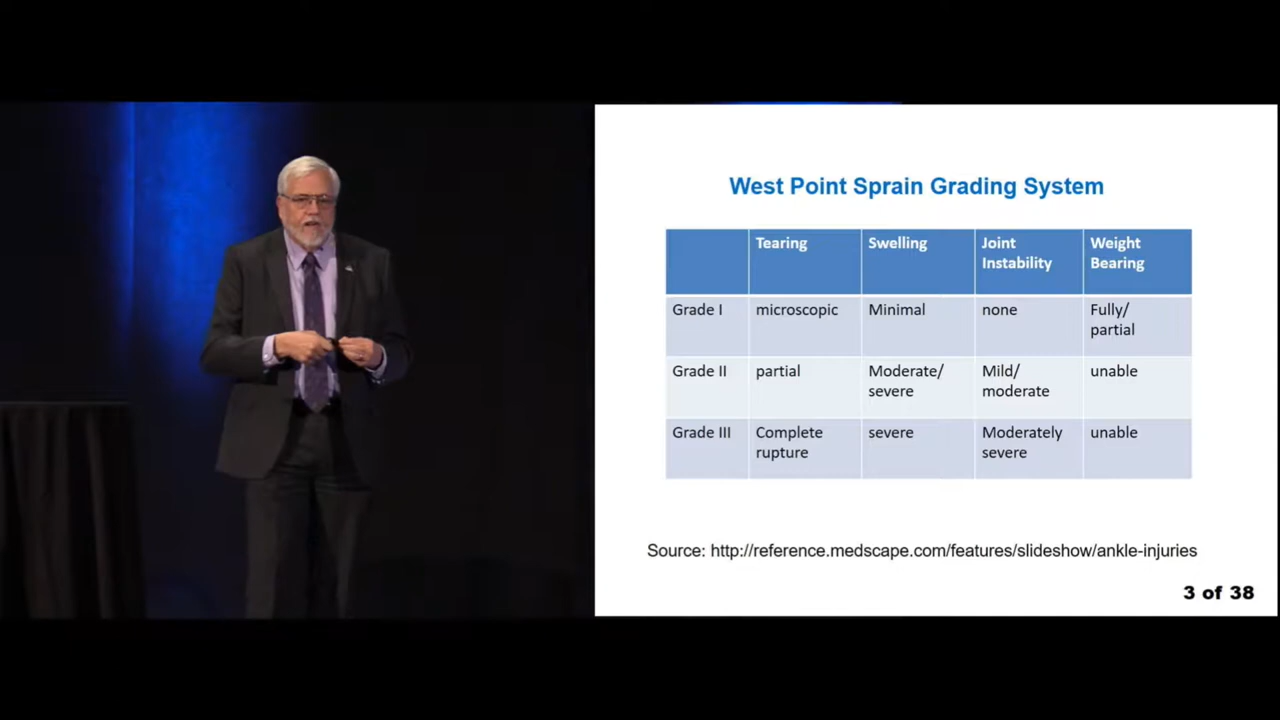 West Point Sprain Grading System
Tearing Swelling Joint Instability Weight Bearing
Grade I microscopic Minimal none Fully/ partial
Grade II partial Moderate/ severe Mild/ moderate unable
Grade III Complete rupture severe Moderately severe unable
Source: http://reference.medscape.com/features/slideshow/ankle-injuries
3 of 38